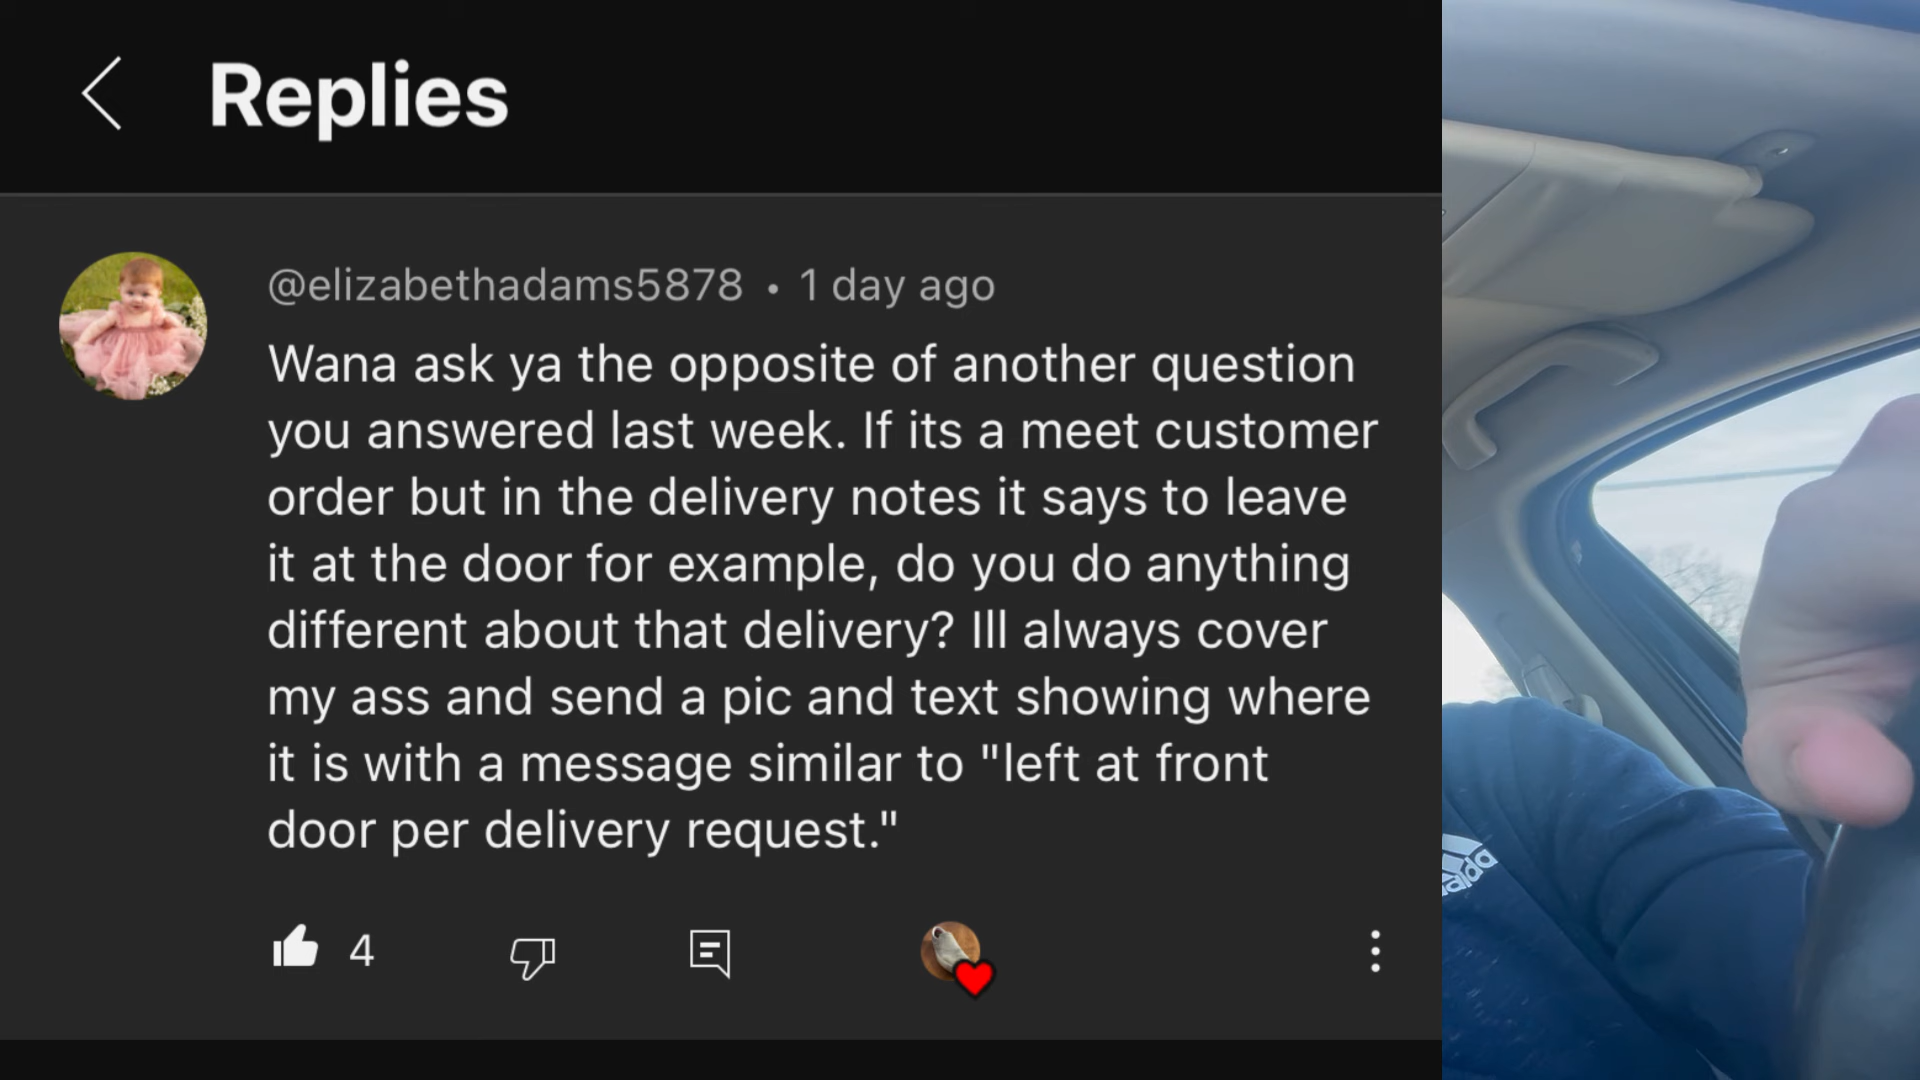 Replies
@elizabethadams5878 • 1 day ago
Wana ask ya the opposite of another question
you answered last week. If its a meet customer
order but in the delivery notes it says to leave
it at the door for example, do you do anything
different about that delivery? Ill always cover
my ass and send a pic and text showing where
it is with a message similar to "left at front
door per delivery request."
4
adidas